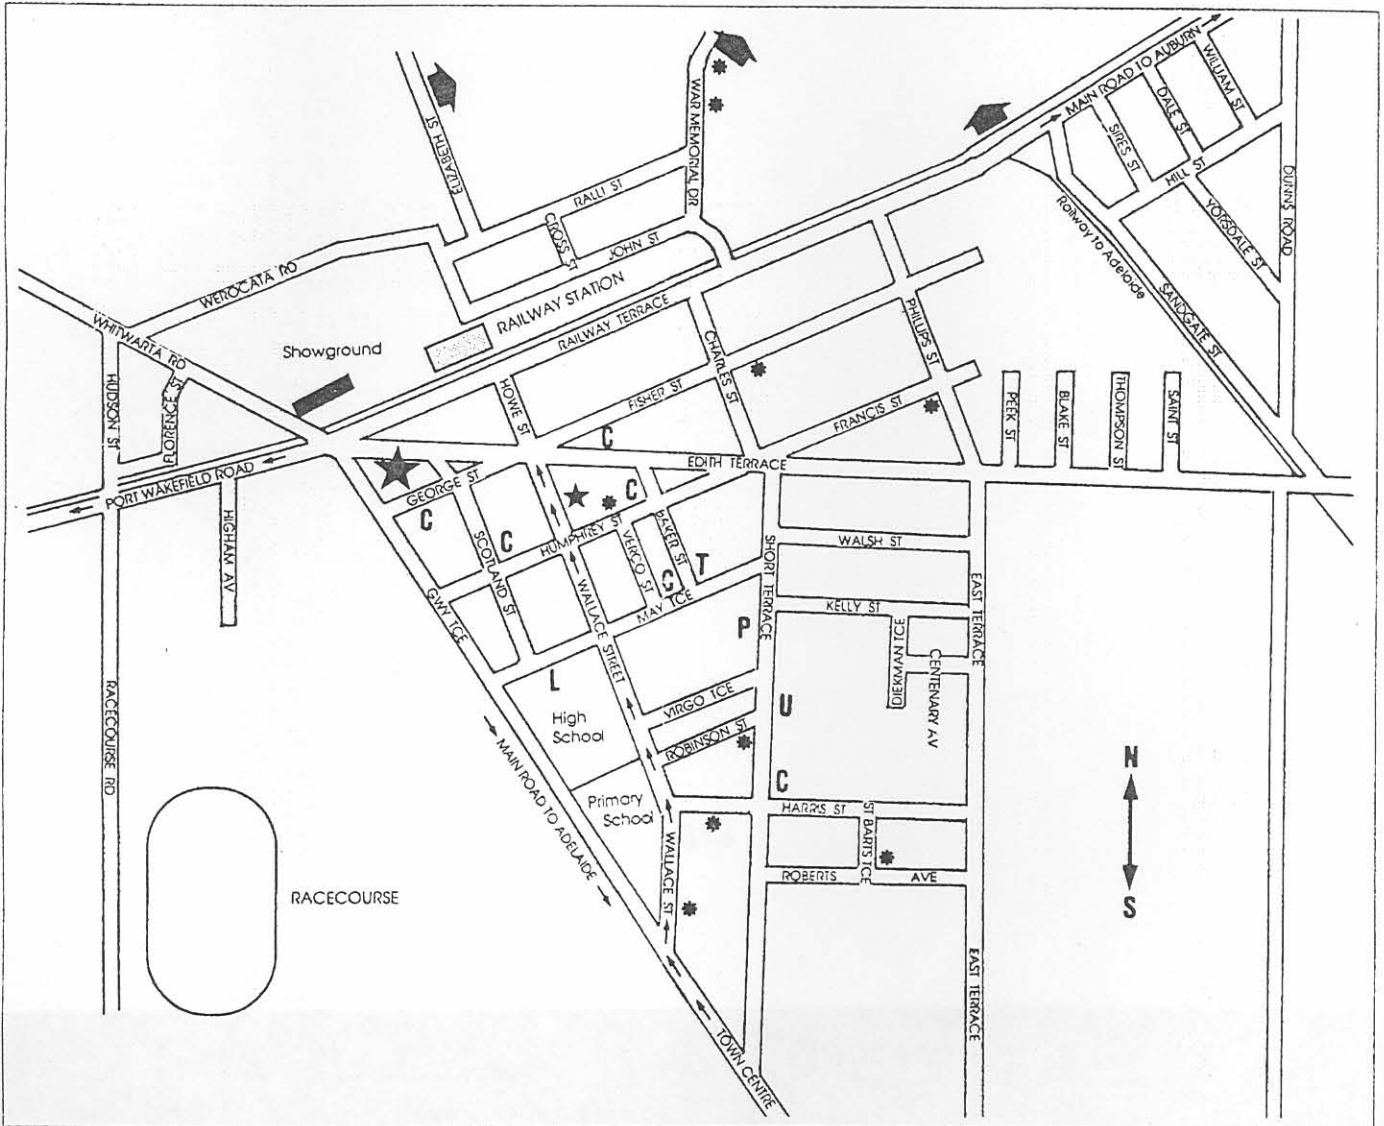 MAIN ROAD TO AUBURN
WILLIAM ST
DALE ST
SIRES ST
HILL ST
YORSDALE ST
DUNNS ROAD
ELIZABETH ST
WAR MEMORIAL DR
RALLI ST
CROSS ST
JOHN ST
Railway to Adelaide
SANDGATE ST
WEROCATA RD
RAILWAY STATION
RAILWAY TERRACE
WHITWARTA RD
Showground
HUDSON ST
FLORENCE ST
HOWE ST
FISHER ST
CHARLES ST
PHILLIPS ST
FRANCIS ST
PEEK ST
BLAKE ST
THOMPSON ST
SAINT ST
C
EDITH TERRACE
PORT WAKEFIELD ROAD
GEORGE ST
HIGHAM AV
C
C
C
SCOTLAND ST
HUMPHREY ST
BAKER ST
VERCO ST
C
T
SHORT TERRACE
WALSH ST
EAST TERRACE
KELLY ST
GWY TCE
WALLACE STREET
MAY TCE
P
DIEKMAN TCE
CENTENARY AV
L
High
School
VIRGO TCE
U
ROBINSON ST
RACECOURSE RD
MAIN ROAD TO ADELAIDE
Primary
School
C
HARRIS ST
ST BARTS TCE
N
WALLACE ST
ROBERTS AVE
RACECOURSE
S
EAST TERRACE
TOWN CENTRE